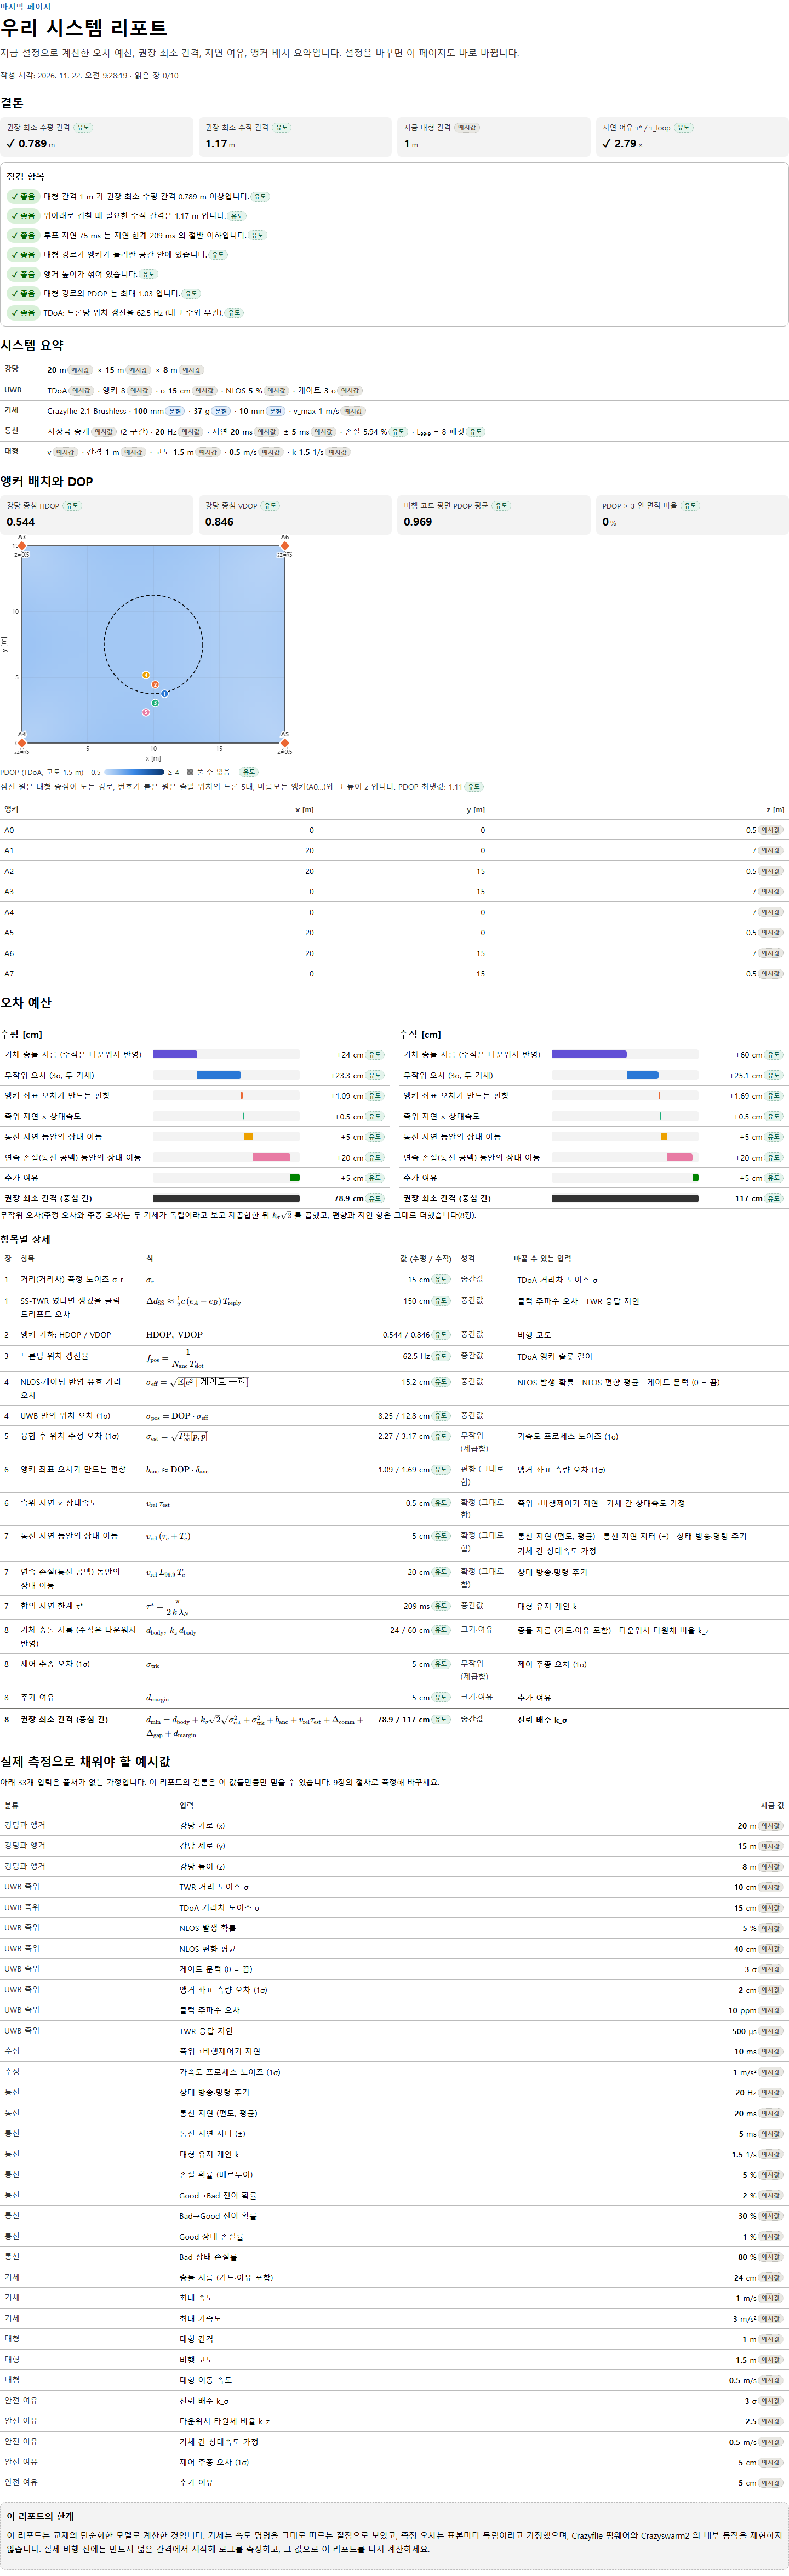 마지막 페이지
우리 시스템 리포트
지금 설정으로 계산한 오차 예산, 권장 최소 간격, 지연 여유, 앵커 배치 요약입니다. 설정을 바꾸면 이 페이지도 바로 바뀝니다.
작성 시각: 2026. 11. 22. 오전 9:28:19 · 읽은 장 0/10
결론
권장 최소 수평 간격 유도
✓ 0.789 m
권장 최소 수직 간격 유도
1.17 m
지금 대형 간격 예시값
1 m
지연 여유 τ* / τ_loop 유도
✓ 2.79 ×
점검 항목
✓ 좋음 대형 간격 1 m 가 권장 최소 수평 간격 0.789 m 이상입니다. 유도
✓ 좋음 위아래로 겹칠 때 필요한 수직 간격은 1.17 m 입니다. 유도
✓ 좋음 루프 지연 75 ms 는 지연 한계 209 ms 의 절반 이하입니다. 유도
✓ 좋음 대형 경로가 앵커가 둘러싼 공간 안에 있습니다. 유도
✓ 좋음 앵커 높이가 섞여 있습니다. 유도
✓ 좋음 대형 경로의 PDOP 는 최대 1.03 입니다. 유도
✓ 좋음 TDoA: 드론당 위치 갱신율 62.5 Hz (태그 수와 무관). 유도
시스템 요약
강당 20 m 예시값 × 15 m 예시값 × 8 m 예시값
UWB TDoA 예시값 · 앵커 8 예시값 · σ 15 cm 예시값 · NLOS 5 % 예시값 · 게이트 3 σ 예시값
기체 Crazyflie 2.1 Brushless · 100 mm 문헌 · 37 g 문헌 · 10 min 문헌 · v_max 1 m/s 예시값
통신 지상국 중계 예시값 (2 구간) · 20 Hz 예시값 · 지연 20 ms 예시값 ± 5 ms 예시값 · 손실 5.94 % 유도 · L₉₉.₉ = 8 패킷 유도
대형 v 예시값 · 간격 1 m 예시값 · 고도 1.5 m 예시값 · 0.5 m/s 예시값 · k 1.5 1/s 예시값
앵커 배치와 DOP
강당 중심 HDOP 유도
0.544
강당 중심 VDOP 유도
0.846
비행 고도 평면 PDOP 평균 유도
0.969
PDOP > 3 인 면적 비율 유도
0 %
A7 A6
15
10
y [m]
5
4 2 1 3 5
A4 A5
5 10 15
x [m]
PDOP (TDoA, 고도 1.5 m) 0.5 ≥ 4 풀 수 없음 유도
점선 원은 대형 중심이 도는 경로, 번호가 붙은 원은 출발 위치의 드론 5대, 마름모는 앵커(A0…)와 그 높이 z 입니다. PDOP 최댓값: 1.11 유도
앵커 x [m] y [m] z [m]
A0 0 0 0.5 예시값
A1 20 0 7 예시값
A2 20 15 0.5 예시값
A3 0 15 7 예시값
A4 0 0 7 예시값
A5 20 0 0.5 예시값
A6 20 15 7 예시값
A7 0 15 0.5 예시값
오차 예산
수평 [cm]
기체 충돌 지름 (수직은 다운워시 반영) +24 cm 유도
무작위 오차 (3σ, 두 기체) +23.3 cm 유도
앵커 좌표 오차가 만드는 편향 +1.09 cm 유도
측위 지연 × 상대속도 +0.5 cm 유도
통신 지연 동안의 상대 이동 +5 cm 유도
연속 손실(통신 공백) 동안의 상대 이동 +20 cm 유도
추가 여유 +5 cm 유도
권장 최소 간격 (중심 간) 78.9 cm 유도
수직 [cm]
기체 충돌 지름 (수직은 다운워시 반영) +60 cm 유도
무작위 오차 (3σ, 두 기체) +25.1 cm 유도
앵커 좌표 오차가 만드는 편향 +1.69 cm 유도
측위 지연 × 상대속도 +0.5 cm 유도
통신 지연 동안의 상대 이동 +5 cm 유도
연속 손실(통신 공백) 동안의 상대 이동 +20 cm 유도
추가 여유 +5 cm 유도
권장 최소 간격 (중심 간) 117 cm 유도
무작위 오차(추정 오차와 주종 오차)는 두 기체가 독립이라고 보고 제곱합한 뒤 k_σ√2 를 곱했고, 편향과 지연 항은 그대로 더했습니다(8장).
항목별 상세
장 항목 식 값 (수평 / 수직) 성격 바꿀 수 있는 입력
1 거리(거리차) 측정 노이즈 σ_r σ_r 15 cm 유도 중간값 TDoA 거리차 노이즈 σ
1 SS-TWR 였다면 생겼을 클럭 드리프트 오차 Δd_SS ≈ ½ c (e_A − e_B) T_reply 150 cm 유도 중간값 클럭 주파수 오차 TWR 응답 지연
2 앵커 기하: HDOP / VDOP HDOP, VDOP 0.544 / 0.846 유도 중간값 비행 고도
3 드론당 위치 갱신율 f_pos = 1 / (N_anc T_slot) 62.5 Hz 유도 중간값 TDoA 앵커 슬롯 길이
4 NLOS·게이팅 반영 유효 거리 오차 σ_eff = √E[e² | 게이트 통과] 15.2 cm 유도 중간값 NLOS 발생 확률 NLOS 편향 평균 게이트 문턱 (0 = 끔)
4 UWB 만의 위치 오차 (1σ) σ_pos = DOP · σ_eff 8.25 / 12.8 cm 유도 중간값
5 융합 후 위치 추정 오차 (1σ) σ_est = √P∞⁺[p, p] 2.27 / 3.17 cm 유도 무작위 (제곱합) 가속도 프로세스 노이즈 (1σ)
6 앵커 좌표 오차가 만드는 편향 b_anc ≈ DOP · δ_anc 1.09 / 1.69 cm 유도 편향 (그대로 합) 앵커 좌표 측량 오차 (1σ)
6 측위 지연 × 상대속도 v_rel τ_est 0.5 cm 유도 확정 (그대로 합) 측위→비행제어기 지연 기체 간 상대속도 가정
7 통신 지연 동안의 상대 이동 v_rel (τ_c + T_c) 5 cm 유도 확정 (그대로 합) 통신 지연 (편도, 평균) 통신 지연 지터 (±) 상태 방송·명령 주기 기체 간 상대속도 가정
7 연속 손실(통신 공백) 동안의 상대 이동 v_rel L_99.9 T_c 20 cm 유도 확정 (그대로 합) 상태 방송·명령 주기
7 합의 지연 한계 τ* τ* = π / (2 k λ_N) 209 ms 유도 중간값 대형 유지 게인 k
8 기체 충돌 지름 (수직은 다운워시 반영) d_body, k_z d_body 24 / 60 cm 유도 크기·여유 충돌 지름 (가드·여유 포함) 다운워시 타원체 비율 k_z
8 제어 주종 오차 (1σ) σ_trk 5 cm 유도 무작위 (제곱합) 제어 주종 오차 (1σ)
8 추가 여유 d_margin 5 cm 유도 크기·여유 추가 여유
8 권장 최소 간격 (중심 간) d_min = d_body + k_σ√2 √(σ²_est + σ²_trk) + b_anc + v_rel τ_est + Δ_comm + Δ_gap + d_margin 78.9 / 117 cm 유도 중간값 신뢰 배수 k_σ
실제 측정으로 채워야 할 예시값
아래 33개 입력은 출처가 없는 가정입니다. 이 리포트의 결론은 이 값들만큼만 믿을 수 있습니다. 9장의 절차로 측정해 바꾸세요.
분류 입력 지금 값
강당과 앵커 강당 가로 (x) 20 m 예시값
강당과 앵커 강당 세로 (y) 15 m 예시값
강당과 앵커 강당 높이 (z) 8 m 예시값
UWB 측위 TWR 거리 노이즈 σ 10 cm 예시값
UWB 측위 TDoA 거리차 노이즈 σ 15 cm 예시값
UWB 측위 NLOS 발생 확률 5 % 예시값
UWB 측위 NLOS 편향 평균 40 cm 예시값
UWB 측위 게이트 문턱 (0 = 끔) 3 σ 예시값
UWB 측위 앵커 좌표 측량 오차 (1σ) 2 cm 예시값
UWB 측위 클럭 주파수 오차 10 ppm 예시값
UWB 측위 TWR 응답 지연 500 µs 예시값
추정 측위→비행제어기 지연 10 ms 예시값
추정 가속도 프로세스 노이즈 (1σ) 1 m/s² 예시값
통신 상태 방송·명령 주기 20 Hz 예시값
통신 통신 지연 (편도, 평균) 20 ms 예시값
통신 통신 지연 지터 (±) 5 ms 예시값
통신 대형 유지 게인 k 1.5 1/s 예시값
통신 손실 확률 (베르누이) 5 % 예시값
통신 Good→Bad 전이 확률 2 % 예시값
통신 Bad→Good 전이 확률 30 % 예시값
통신 Good 상태 손실률 1 % 예시값
통신 Bad 상태 손실률 80 % 예시값
기체 충돌 지름 (가드·여유 포함) 24 cm 예시값
기체 최대 속도 1 m/s 예시값
기체 최대 가속도 3 m/s² 예시값
대형 대형 간격 1 m 예시값
대형 비행 고도 1.5 m 예시값
대형 대형 이동 속도 0.5 m/s 예시값
안전 여유 신뢰 배수 k_σ 3 σ 예시값
안전 여유 다운워시 타원체 비율 k_z 2.5 예시값
안전 여유 기체 간 상대속도 가정 0.5 m/s 예시값
안전 여유 제어 주종 오차 (1σ) 5 cm 예시값
안전 여유 추가 여유 5 cm 예시값
이 리포트의 한계
이 리포트는 교재의 단순화한 모델로 계산한 것입니다. 기체는 속도 명령을 그대로 따르는 질점으로 보았고, 측정 오차는 표본마다 독립이라고 가정했으며, Crazyflie 펌웨어와 Crazyswarm2 의 내부 동작을 재현하지
않습니다. 실제 비행 전에는 반드시 넓은 간격에서 시작해 로그를 측정하고, 그 값으로 이 리포트를 다시 계산하세요.